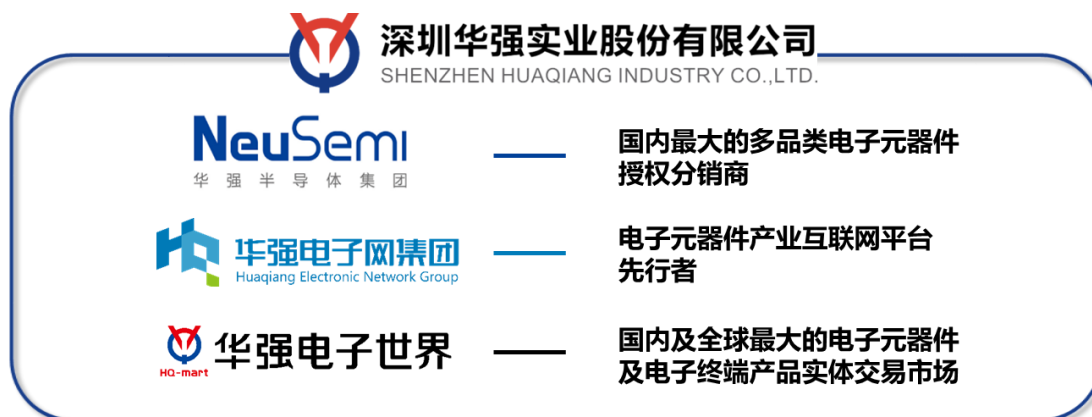 深圳华强实业股份有限公司
SHENZHEN HUAQIANG INDUSTRY CO.,LTD.
NeuSemi
华强半导体集团
国内最大的多品类电子元器件
授权分销商
华强电子网集团
Huaqiang Electronic Network Group
电子元器件产业互联网平台
先行者
HQ-mart
华强电子世界
国内及全球最大的电子元器件
及电子终端产品实体交易市场